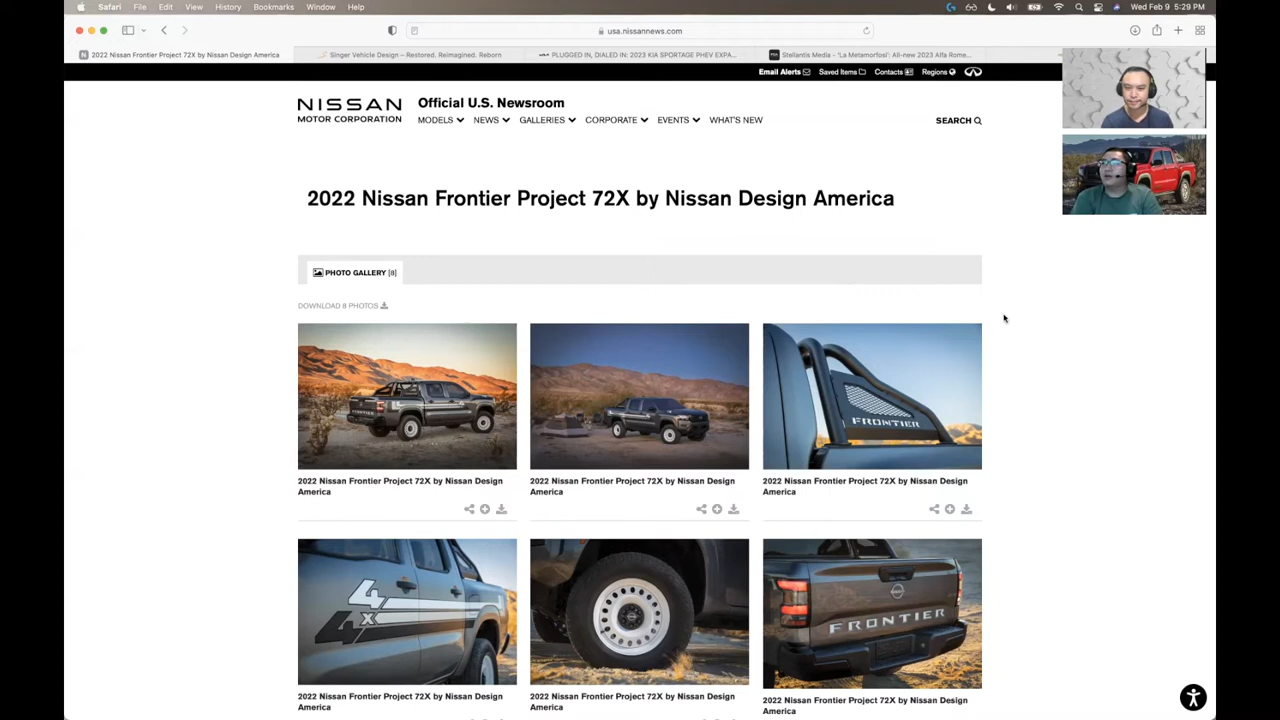 Safari File Edit View History Bookmarks Window Help
Wed Feb 9 5:29 PM
usa.nissannews.com
2022 Nissan Frontier Project 72X by Nissan Design America
Singer Vehicle Design – Restored. Reimagined. Reborn
PLUGGED IN, DIALED IN: 2023 KIA SPORTAGE PHEV EXPA...
Stellantis Media - 'La Metamorfosi': All-new 2023 Alfa Rome...
Email Alerts Saved Items Contacts Regions
NISSAN
MOTOR CORPORATION
Official U.S. Newsroom
MODELS NEWS GALLERIES CORPORATE EVENTS WHAT'S NEW
SEARCH
2022 Nissan Frontier Project 72X by Nissan Design America
PHOTO GALLERY [8]
DOWNLOAD 8 PHOTOS
FRONTIER
2022 Nissan Frontier Project 72X by Nissan Design
America
2022 Nissan Frontier Project 72X by Nissan Design
America
2022 Nissan Frontier Project 72X by Nissan Design
America
4x4
FRONTIER
2022 Nissan Frontier Project 72X by Nissan Design
America
2022 Nissan Frontier Project 72X by Nissan Design
America
2022 Nissan Frontier Project 72X by Nissan Design
America